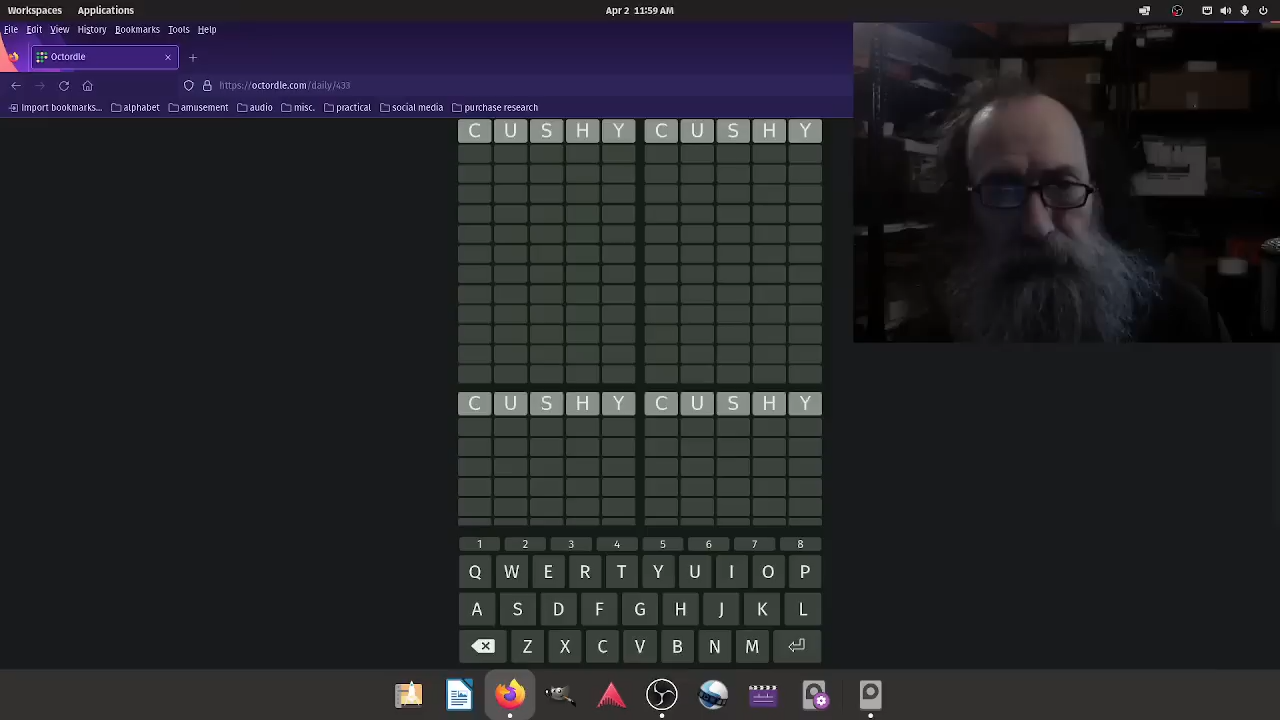 Workspaces Applications Apr 2 11:59 AM
File Edit View History Bookmarks Tools Help
Octordle
https://octordle.com/daily/433
Import bookmarks... alphabet amusement audio misc. practical social media purchase research
C U S H Y C U S H Y
C U S H Y C U S H Y
1 2 3 4 5 6 7 8
Q W E R T Y U I O P
A S D F G H J K L
Z X C V B N M